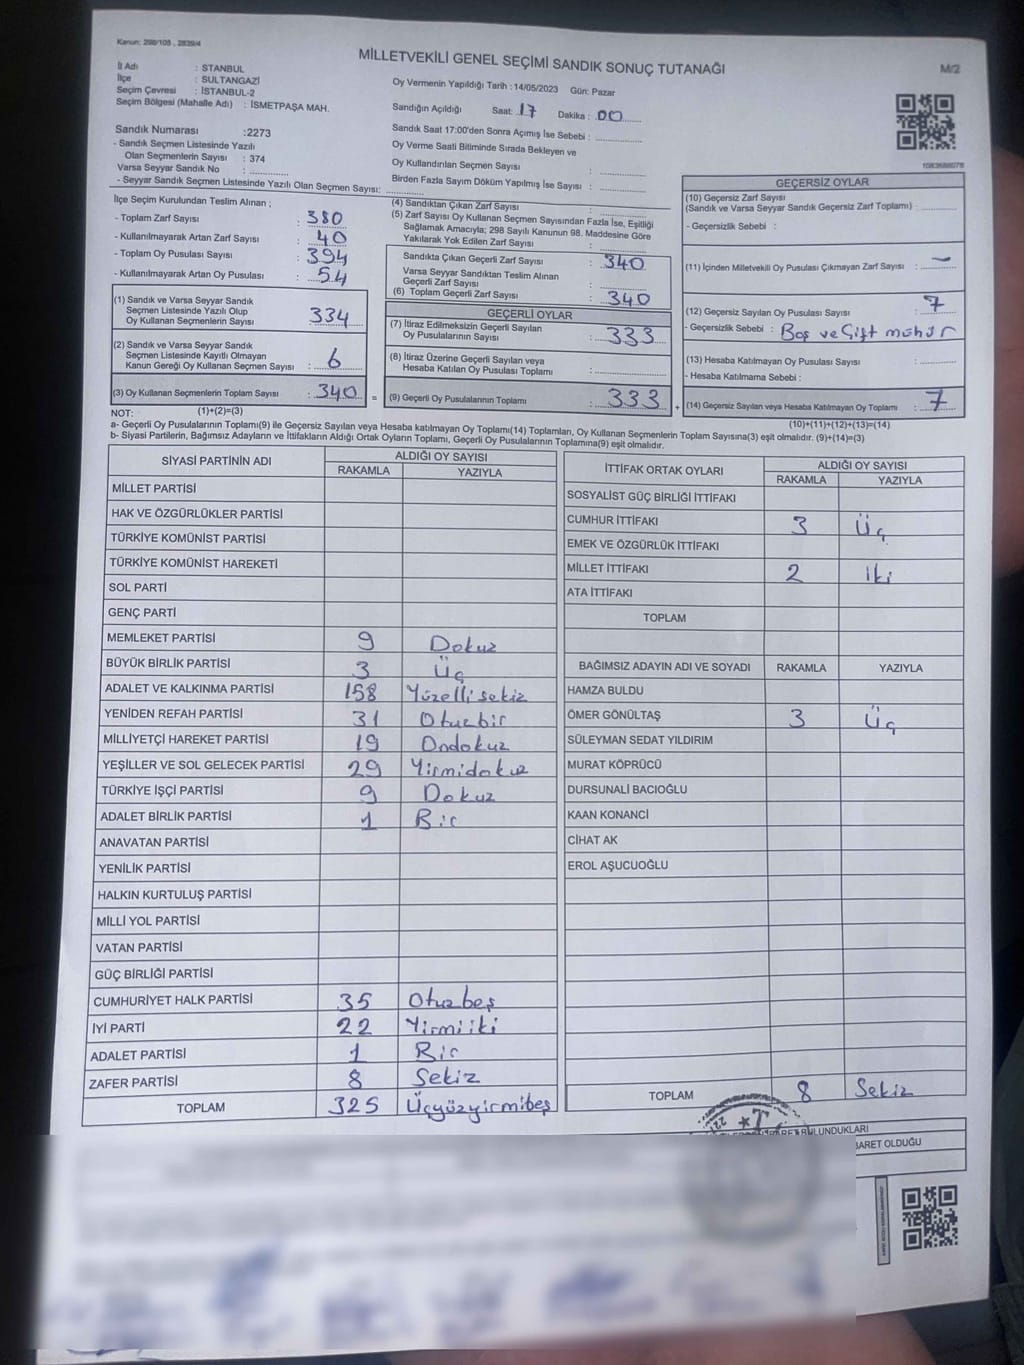 Kanun: 298/105 , 2839/4
MİLLETVEKİLİ GENEL SEÇİMİ SANDIK SONUÇ TUTANAĞI
M/2
İl Adı : İSTANBUL
İlçe : SULTANGAZİ
Seçim Çevresi : İSTANBUL-2
Seçim Bölgesi (Mahalle Adı) : İSMETPAŞA MAH.
Oy Vermenin Yapıldığı Tarih : 14/05/2023 Gün: Pazar
Sandığın Açıldığı Saat: 17 Dakika : 00
Sandık Saat 17:00'den Sonra Açımış İse Sebebi :
Oy Verme Saati Bitiminde Sırada Bekleyen ve
Oy Kullandırılan Seçmen Sayısı :
Birden Fazla Sayım Döküm Yapılmış İse Sayısı :
Sandık Numarası :2273
- Sandık Seçmen Listesinde Yazılı
Olan Seçmenlerin Sayısı : 374
Varsa Seyyar Sandık No :
- Seyyar Sandık Seçmen Listesinde Yazılı Olan Seçmen Sayısı:
İlçe Seçim Kurulundan Teslim Alınan ;
- Toplam Zarf Sayısı : 380
- Kullanılmayarak Artan Zarf Sayısı : 40
- Toplam Oy Pusulası Sayısı : 394
- Kullanılmayarak Artan Oy Pusulası : 54
(1) Sandık ve Varsa Seyyar Sandık
Seçmen Listesinde Yazılı Olup
Oy Kullanan Seçmenlerin Sayısı : 334
(2) Sandık ve Varsa Seyyar Sandık
Seçmen Listesinde Kayıtlı Olmayan
Kanun Gereği Oy Kullanan Seçmen Sayısı : 6
(3) Oy Kullanan Seçmenlerin Toplam Sayısı : 340 =
(4) Sandıktan Çıkan Zarf Sayısı :
(5) Zarf Sayısı Oy Kullanan Seçmen Sayısından Fazla İse, Eşitliği
Sağlamak Amacıyla; 298 Sayılı Kanunun 98. Maddesine Göre
Yakılarak Yok Edilen Zarf Sayısı :
Sandıkta Çıkan Geçerli Zarf Sayısı : 340
Varsa Seyyar Sandıktan Teslim Alınan
Geçerli Zarf Sayısı :
(6) Toplam Geçerli Zarf Sayısı : 340
GEÇERLİ OYLAR
(7) İtiraz Edilmeksizin Geçerli Sayılan
Oy Pusulalarının Sayısı : 333
(8) İtiraz Üzerine Geçerli Sayılan veya
Hesaba Katılan Oy Pusulası Toplamı :
(9) Geçerli Oy Pusulalarının Toplamı : 333 +
GEÇERSİZ OYLAR
(10) Geçersiz Zarf Sayısı
(Sandık ve Varsa Seyyar Sandık Geçersiz Zarf Toplamı) :
- Geçersizlik Sebebi :
(11) İçinden Milletvekili Oy Pusulası Çıkmayan Zarf Sayısı : -
(12) Geçersiz Sayılan Oy Pusulası Sayısı : 7
- Geçersizlik Sebebi : Boş ve Çift mühür
(13) Hesaba Katılmayan Oy Pusulası Sayısı :
- Hesaba Katılmama Sebebi :
(14) Geçersiz Sayılan veya Hesaba Katılmayan Oy Toplamı : 7
NOT: (1)+(2)=(3)
(10)+(11)+(12)+(13)=(14)
a- Geçerli Oy Pusulalarının Toplamı(9) ile Geçersiz Sayılan veya Hesaba katılmayan Oy Toplamı(14) Toplamları, Oy Kullanan Seçmenlerin Toplam Sayısına(3) eşit olmalıdır. (9)+(14)=(3)
b- Siyasi Partilerin, Bağımsız Adayların ve İttifakların Aldığı Ortak Oyların Toplamı, Geçerli Oy Pusulalarının Toplamına(9) eşit olmalıdır.
SİYASİ PARTİNİN ADI ALDIĞI OY SAYISI
RAKAMLA YAZIYLA
MİLLET PARTİSİ
HAK VE ÖZGÜRLÜKLER PARTİSİ
TÜRKİYE KOMÜNİST PARTİSİ
TÜRKİYE KOMÜNİST HAREKETİ
SOL PARTİ
GENÇ PARTİ
MEMLEKET PARTİSİ 9 Dokuz
BÜYÜK BİRLİK PARTİSİ 3 Üç
ADALET VE KALKINMA PARTİSİ 158 Yüzelli sekiz
YENİDEN REFAH PARTİSİ 31 Otuzbir
MİLLİYETÇİ HAREKET PARTİSİ 19 Ondokuz
YEŞİLLER VE SOL GELECEK PARTİSİ 29 Yirmidokuz
TÜRKİYE İŞÇİ PARTİSİ 9 Dokuz
ADALET BİRLİK PARTİSİ 1 Bir
ANAVATAN PARTİSİ
YENİLİK PARTİSİ
HALKIN KURTULUŞ PARTİSİ
MİLLİ YOL PARTİSİ
VATAN PARTİSİ
GÜÇ BİRLİĞİ PARTİSİ
CUMHURİYET HALK PARTİSİ 35 Otuzbeş
İYİ PARTİ 22 Yirmiiki
ADALET PARTİSİ 1 Bir
ZAFER PARTİSİ 8 Sekiz
TOPLAM 325 Üçyüzyirmibeş
İTTİFAK ORTAK OYLARI ALDIĞI OY SAYISI
RAKAMLA YAZIYLA
SOSYALİST GÜÇ BİRLİĞİ İTTİFAKI
CUMHUR İTTİFAKI 3 Üç
EMEK VE ÖZGÜRLÜK İTTİFAKI
MİLLET İTTİFAKI 2 İki
ATA İTTİFAKI
TOPLAM
BAĞIMSIZ ADAYIN ADI VE SOYADI RAKAMLA YAZIYLA
HAMZA BULDU
ÖMER GÖNÜLTAŞ 3 Üç
SÜLEYMAN SEDAT YILDIRIM
MURAT KÖPRÜCÜ
DURSUNALİ BACIOĞLU
KAAN KONANCİ
CİHAT AK
EROL AŞUCUOĞLU
TOPLAM 8 Sekiz
BULUNDUKLARI
BARET OLDUĞU